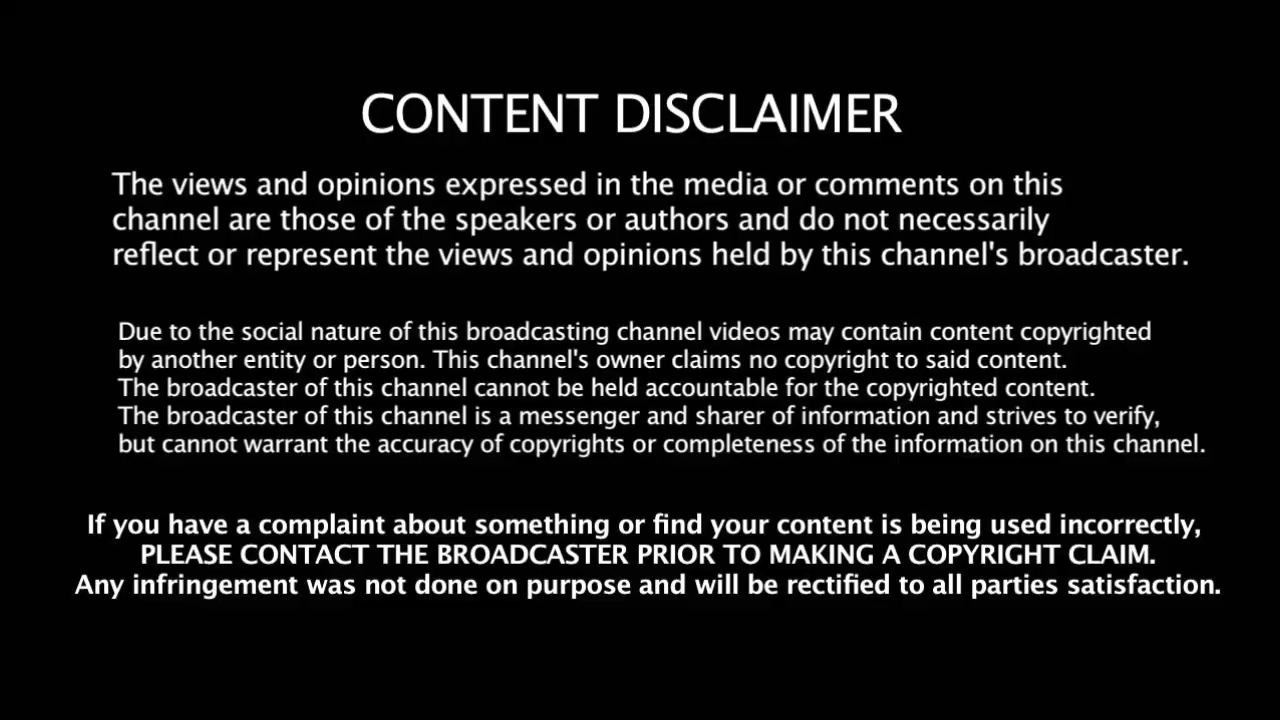 CONTENT DISCLAIMER
The views and opinions expressed in the media or comments on this
channel are those of the speakers or authors and do not necessarily
reflect or represent the views and opinions held by this channel's broadcaster.
Due to the social nature of this broadcasting channel videos may contain content copyrighted
by another entity or person. This channel's owner claims no copyright to said content.
The broadcaster of this channel cannot be held accountable for the copyrighted content.
The broadcaster of this channel is a messenger and sharer of information and strives to verify,
but cannot warrant the accuracy of copyrights or completeness of the information on this channel.
If you have a complaint about something or find your content is being used incorrectly,
PLEASE CONTACT THE BROADCASTER PRIOR TO MAKING A COPYRIGHT CLAIM.
Any infringement was not done on purpose and will be rectified to all parties satisfaction.